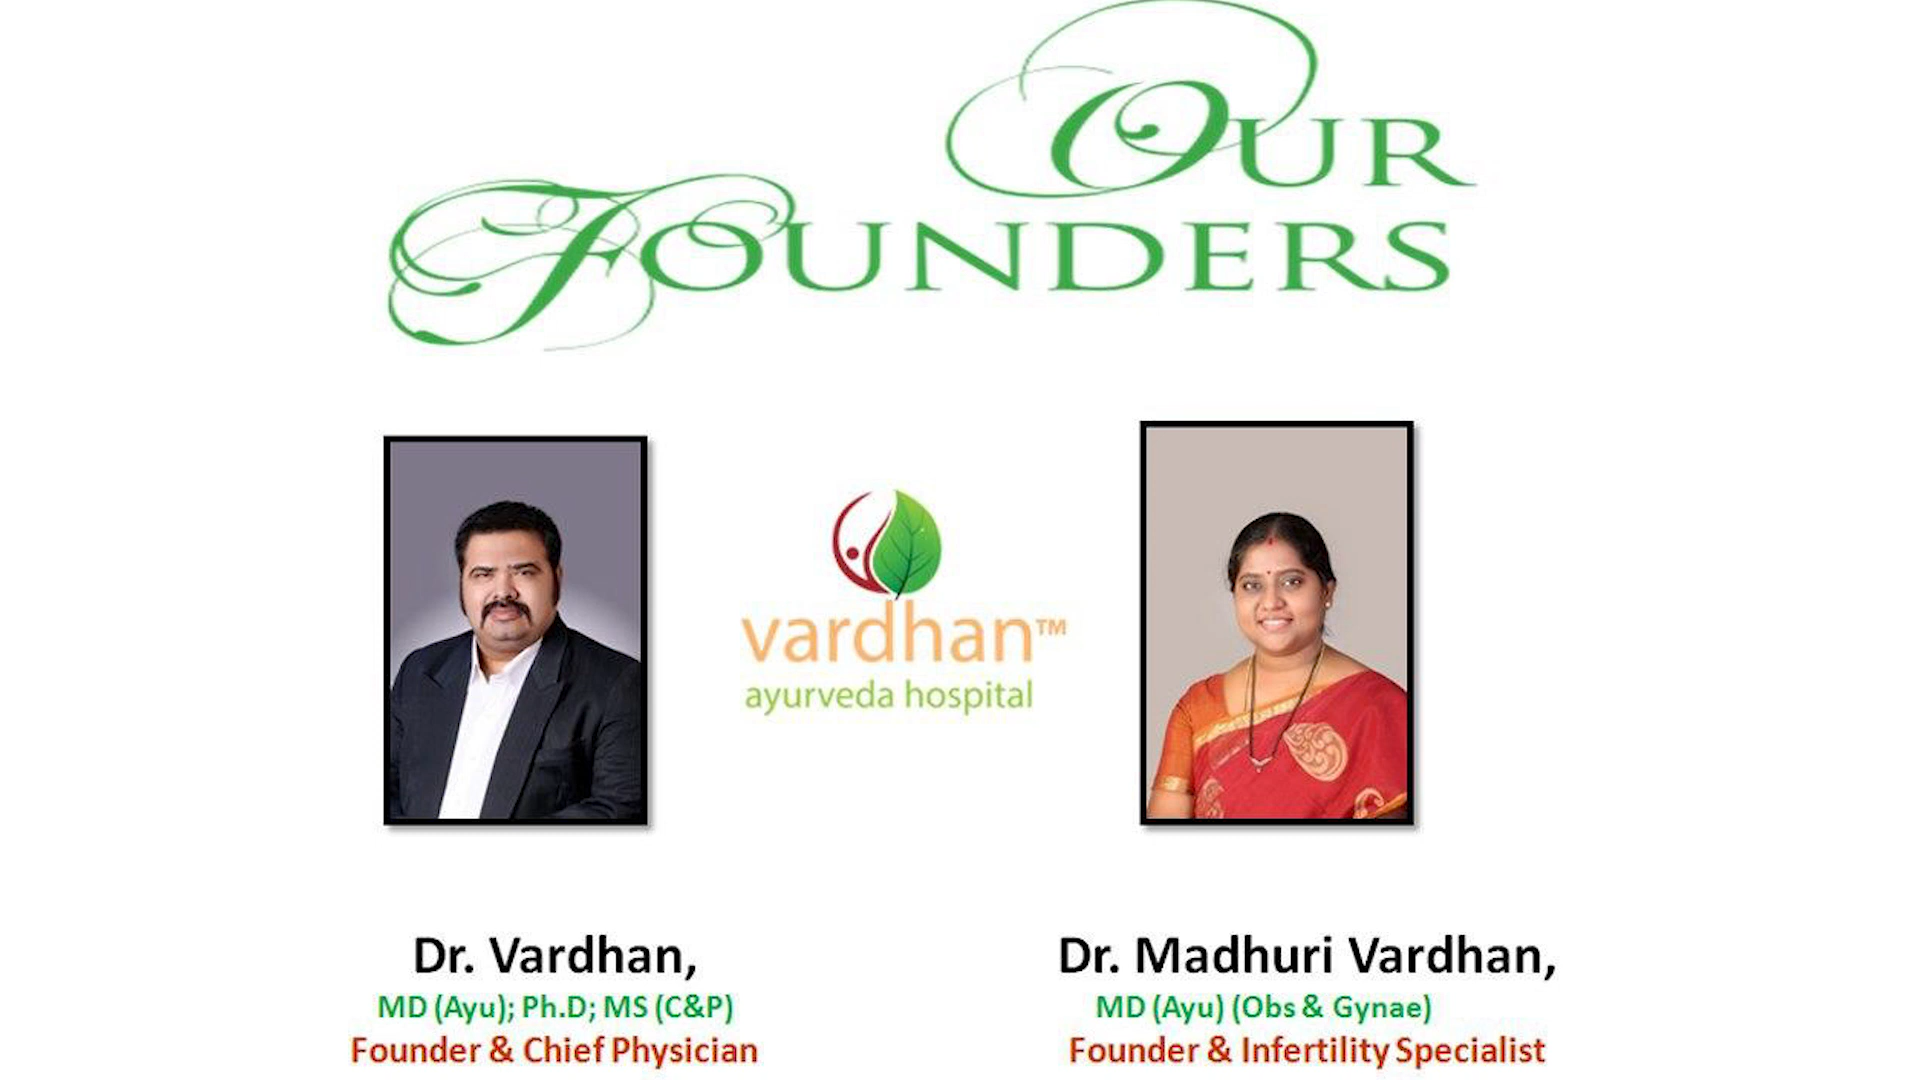 Our
Founders
vardhan™
ayurveda hospital
Dr. Vardhan,
MD (Ayu); Ph.D; MS (C&P)
Founder & Chief Physician
Dr. Madhuri Vardhan,
MD (Ayu) (Obs & Gynae)
Founder & Infertility Specialist